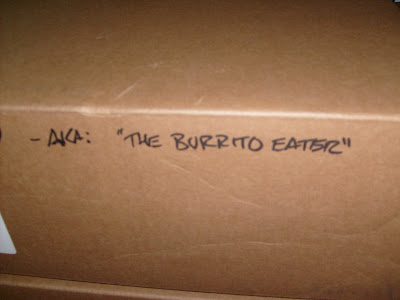 - AKA: "THE BURRITO EATER"